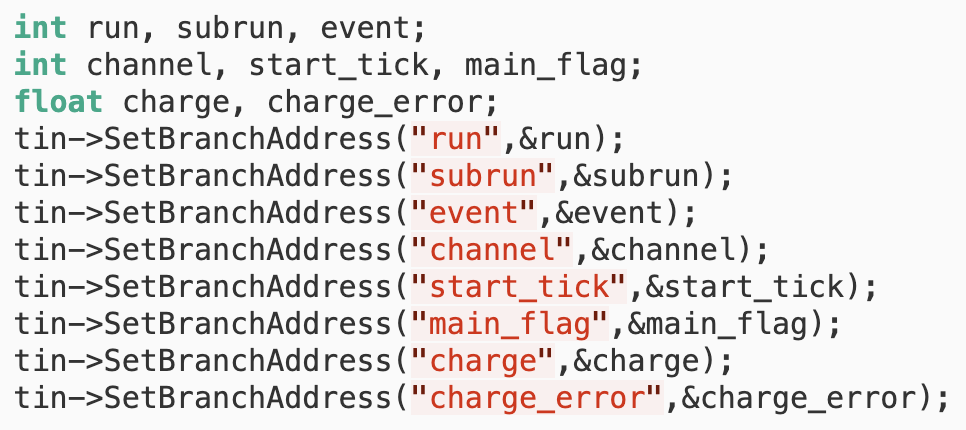 int run, subrun, event;
int channel, start_tick, main_flag;
float charge, charge_error;
tin->SetBranchAddress("run",&run);
tin->SetBranchAddress("subrun",&subrun);
tin->SetBranchAddress("event",&event);
tin->SetBranchAddress("channel",&channel);
tin->SetBranchAddress("start_tick",&start_tick);
tin->SetBranchAddress("main_flag",&main_flag);
tin->SetBranchAddress("charge",&charge);
tin->SetBranchAddress("charge_error",&charge_error);